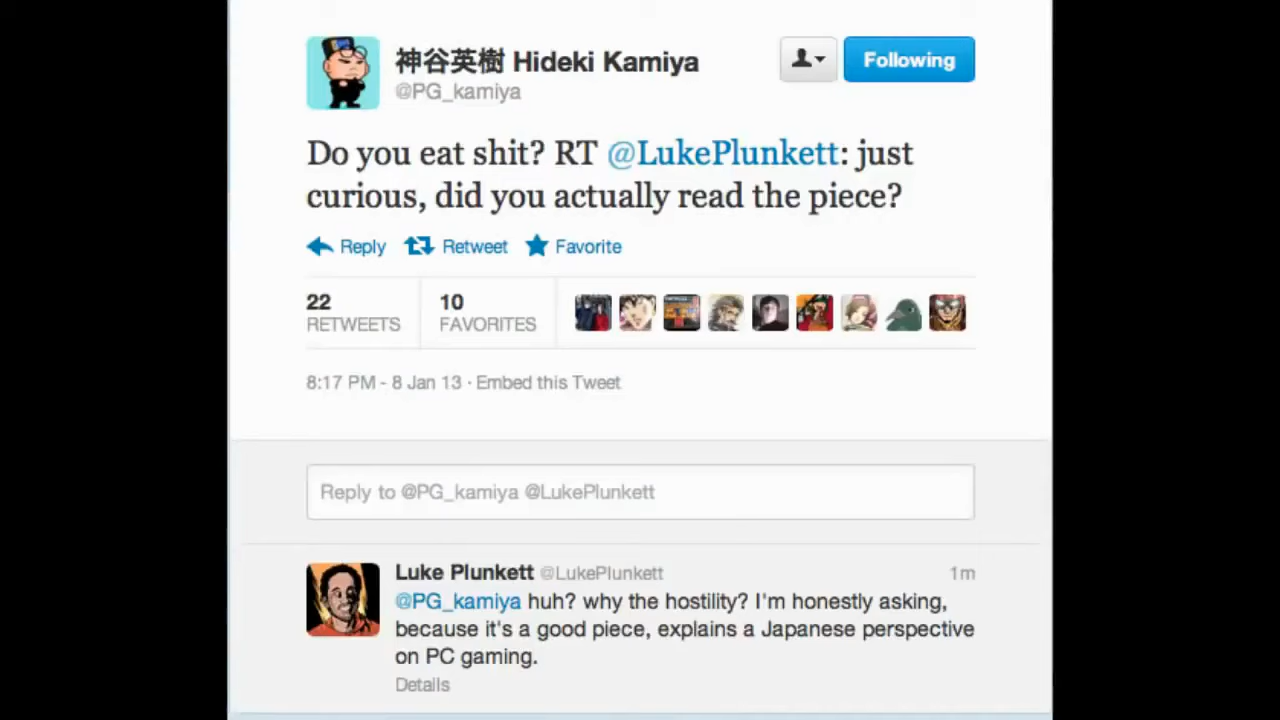 神谷英樹 Hideki Kamiya
@PG_kamiya
Following
Do you eat shit? RT @LukePlunkett: just
curious, did you actually read the piece?
Reply Retweet Favorite
22 RETWEETS
10 FAVORITES
8:17 PM - 8 Jan 13 · Embed this Tweet
Reply to @PG_kamiya @LukePlunkett
Luke Plunkett @LukePlunkett 1m
@PG_kamiya huh? why the hostility? I'm honestly asking,
because it's a good piece, explains a Japanese perspective
on PC gaming.
Details